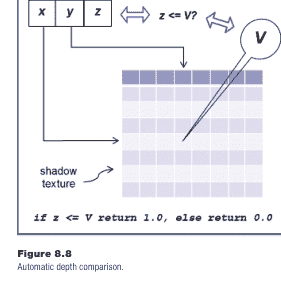 x y z z <= V? V
shadow
texture
if z <= V return 1.0, else return 0.0
Figure 8.8
Automatic depth comparison.